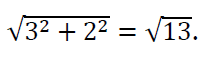 √(3² + 2²) = √13.